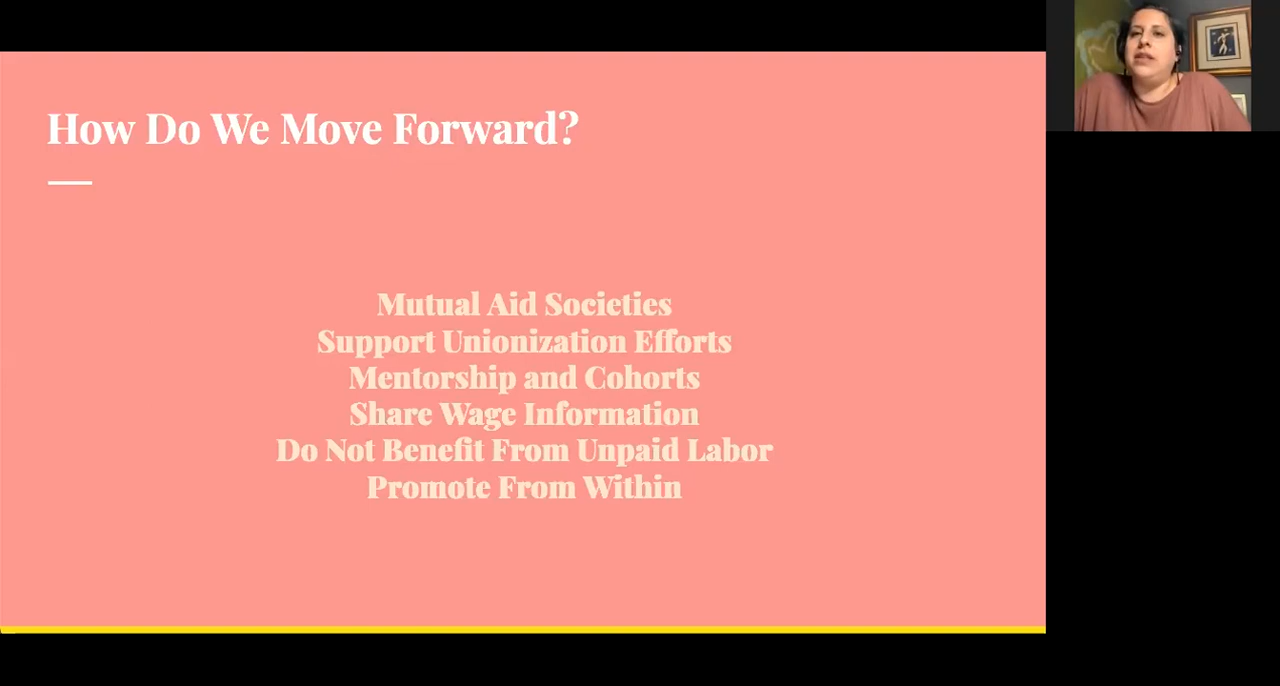 How Do We Move Forward?
Mutual Aid Societies
Support Unionization Efforts
Mentorship and Cohorts
Share Wage Information
Do Not Benefit From Unpaid Labor
Promote From Within